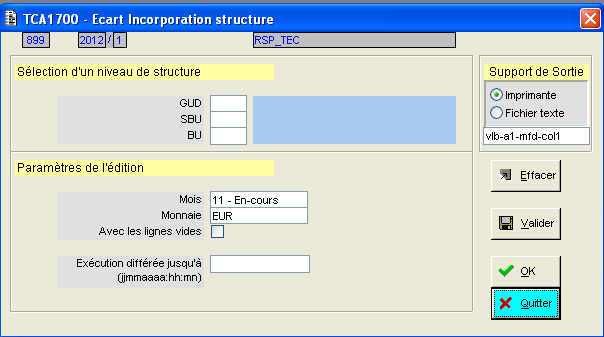 TCA1700 - Ecart Incorporation structure
899 2012 / 1 RSP_TEC
Sélection d'un niveau de structure
GUD
SBU
BU
Support de Sortie
Imprimante
Fichier texte
vlb-a1-mfd-col1
Paramètres de l'édition
Mois 11 - En-cours
Monnaie EUR
Avec les lignes vides
Exécution différée jusqu'à
(jjmmaaaa:hh:mn)
Effacer
Valider
OK
Quitter